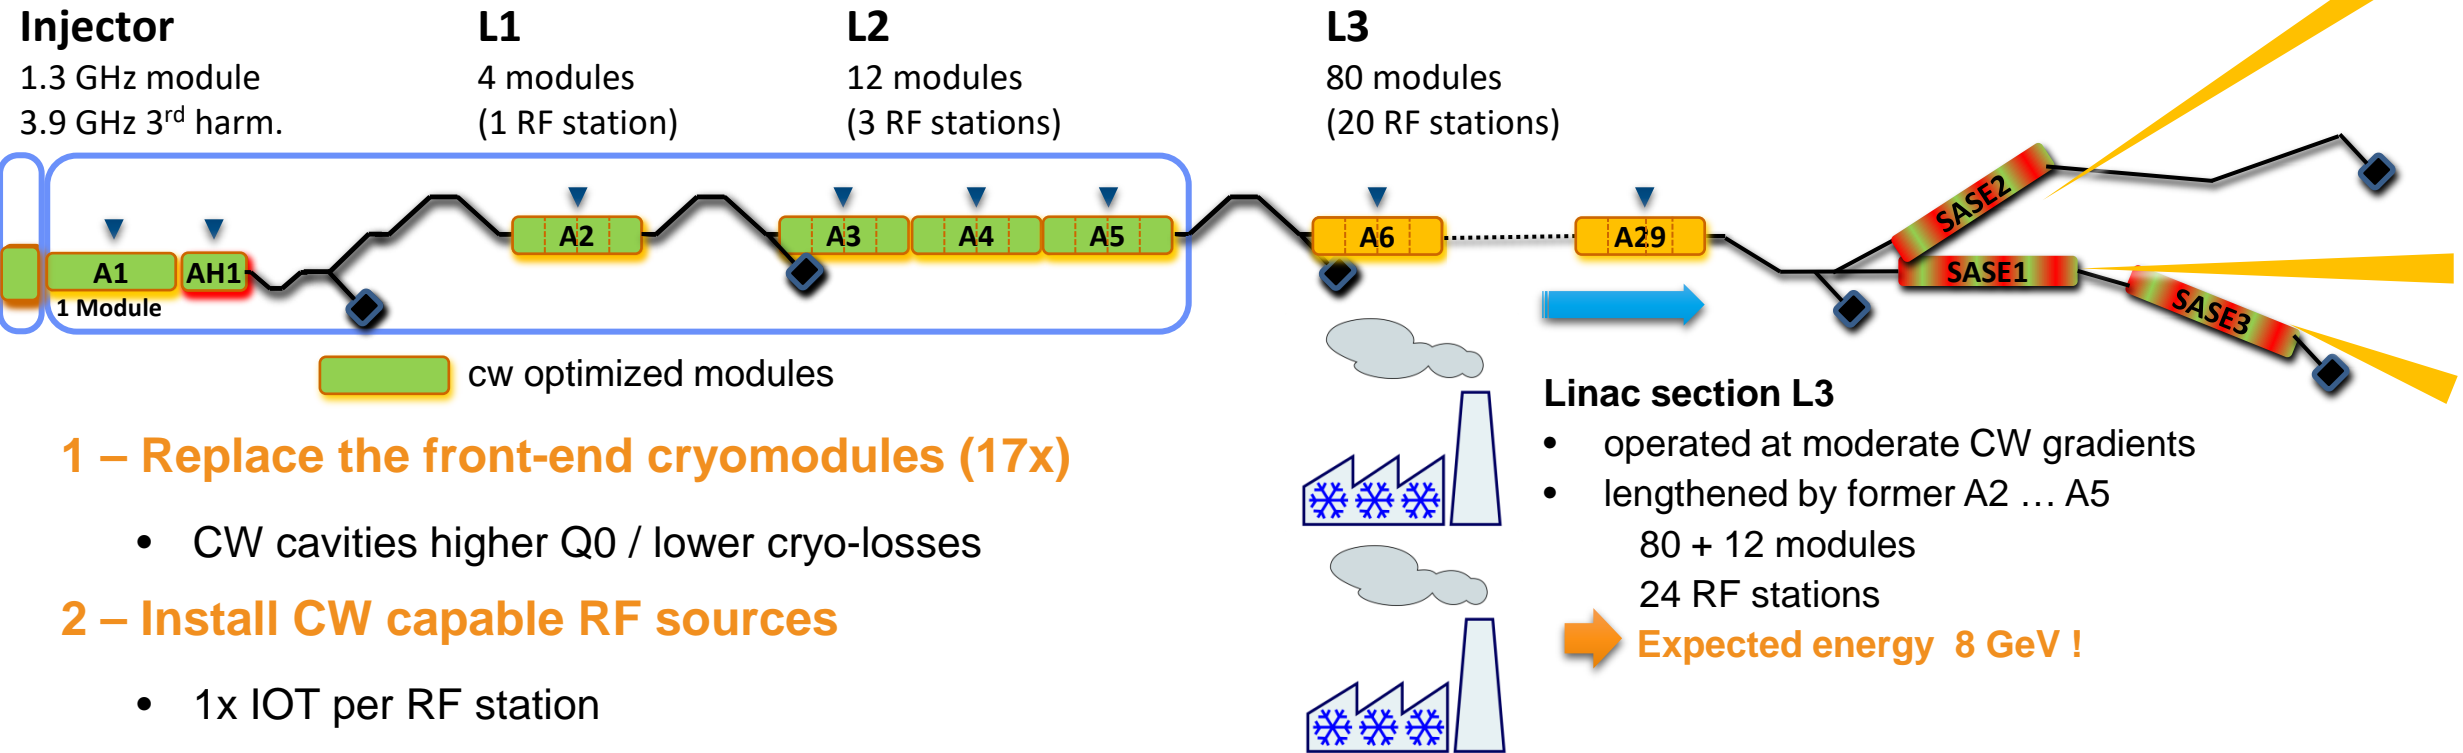 Injector
1.3 GHz module
3.9 GHz 3rd harm.
L1
4 modules
(1 RF station)
L2
12 modules
(3 RF stations)
L3
80 modules
(20 RF stations)
A1
1 Module
AH1
A2
A3
A4
A5
A6
A29
SASE2
SASE1
SASE3
cw optimized modules
1 – Replace the front-end cryomodules (17x)
• CW cavities higher Q0 / lower cryo-losses
2 – Install CW capable RF sources
• 1x IOT per RF station
Linac section L3
• operated at moderate CW gradients
• lengthened by former A2 … A5
80 + 12 modules
24 RF stations
Expected energy 8 GeV !